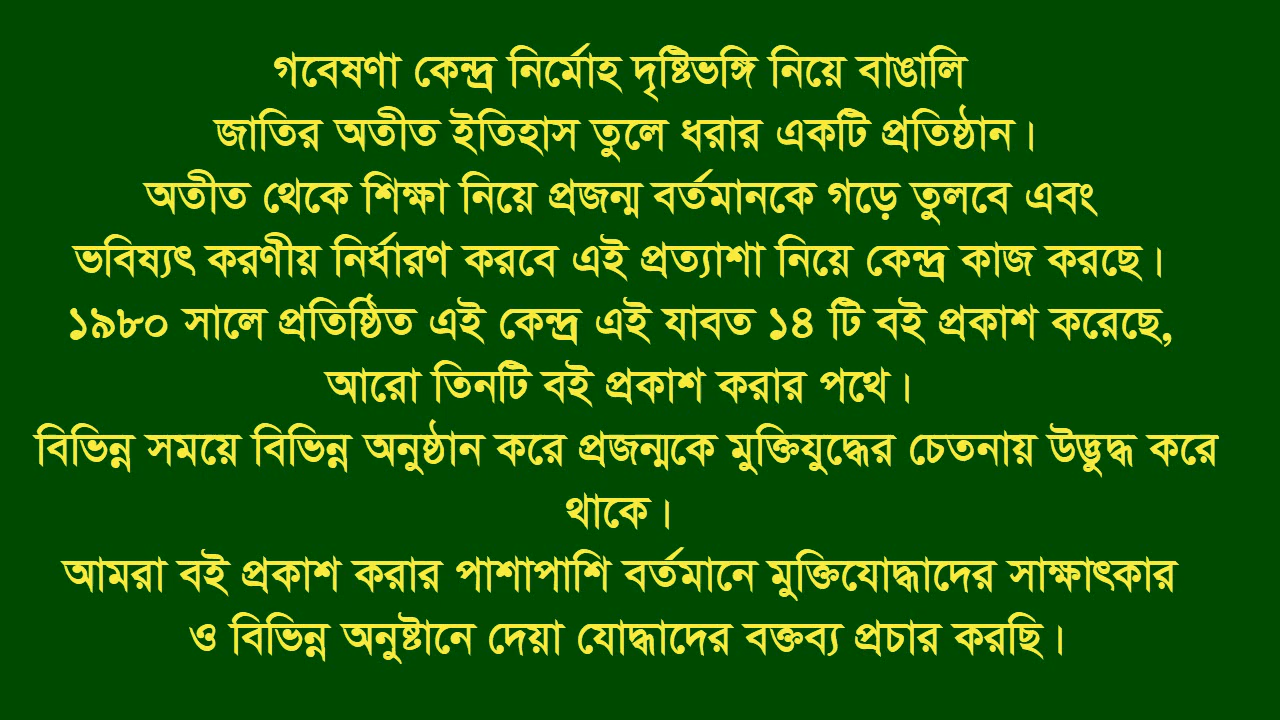 গবেষণা কেন্দ্র নির্মোহ দৃষ্টিভঙ্গি নিয়ে বাঙালি
জাতির অতীত ইতিহাস তুলে ধরার একটি প্রতিষ্ঠান।
অতীত থেকে শিক্ষা নিয়ে প্রজন্ম বর্তমানকে গড়ে তুলবে এবং
ভবিষ্যৎ করণীয় নির্ধারণ করবে এই প্রত্যাশা নিয়ে কেন্দ্র কাজ করছে।
১৯৮০ সালে প্রতিষ্ঠিত এই কেন্দ্র এই যাবত ১৪ টি বই প্রকাশ করেছে,
আরো তিনটি বই প্রকাশ করার পথে।
বিভিন্ন সময়ে বিভিন্ন অনুষ্ঠান করে প্রজন্মকে মুক্তিযুদ্ধের চেতনায় উদ্ভুদ্ধ করে
থাকে।
আমরা বই প্রকাশ করার পাশাপাশি বর্তমানে মুক্তিযোদ্ধাদের সাক্ষাৎকার
ও বিভিন্ন অনুষ্টানে দেয়া যোদ্ধাদের বক্তব্য প্রচার করছি।